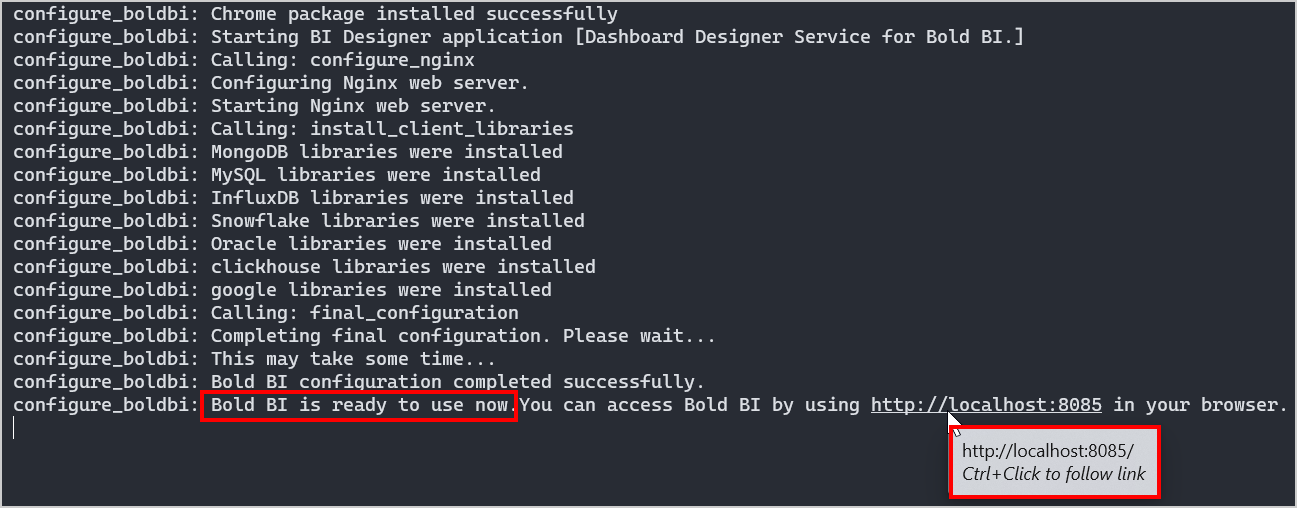 configure_boldbi: Chrome package installed successfully
configure_boldbi: Starting BI Designer application [Dashboard Designer Service for Bold BI.]
configure_boldbi: Calling: configure_nginx
configure_boldbi: Configuring Nginx web server.
configure_boldbi: Starting Nginx web server.
configure_boldbi: Calling: install_client_libraries
configure_boldbi: MongoDB libraries were installed
configure_boldbi: MySQL libraries were installed
configure_boldbi: InfluxDB libraries were installed
configure_boldbi: Snowflake libraries were installed
configure_boldbi: Oracle libraries were installed
configure_boldbi: clickhouse libraries were installed
configure_boldbi: google libraries were installed
configure_boldbi: Calling: final_configuration
configure_boldbi: Completing final configuration. Please wait...
configure_boldbi: This may take some time...
configure_boldbi: Bold BI configuration completed successfully.
configure_boldbi: Bold BI is ready to use now.You can access Bold BI by using http://localhost:8085 in your browser.
http://localhost:8085/
Ctrl+Click to follow link